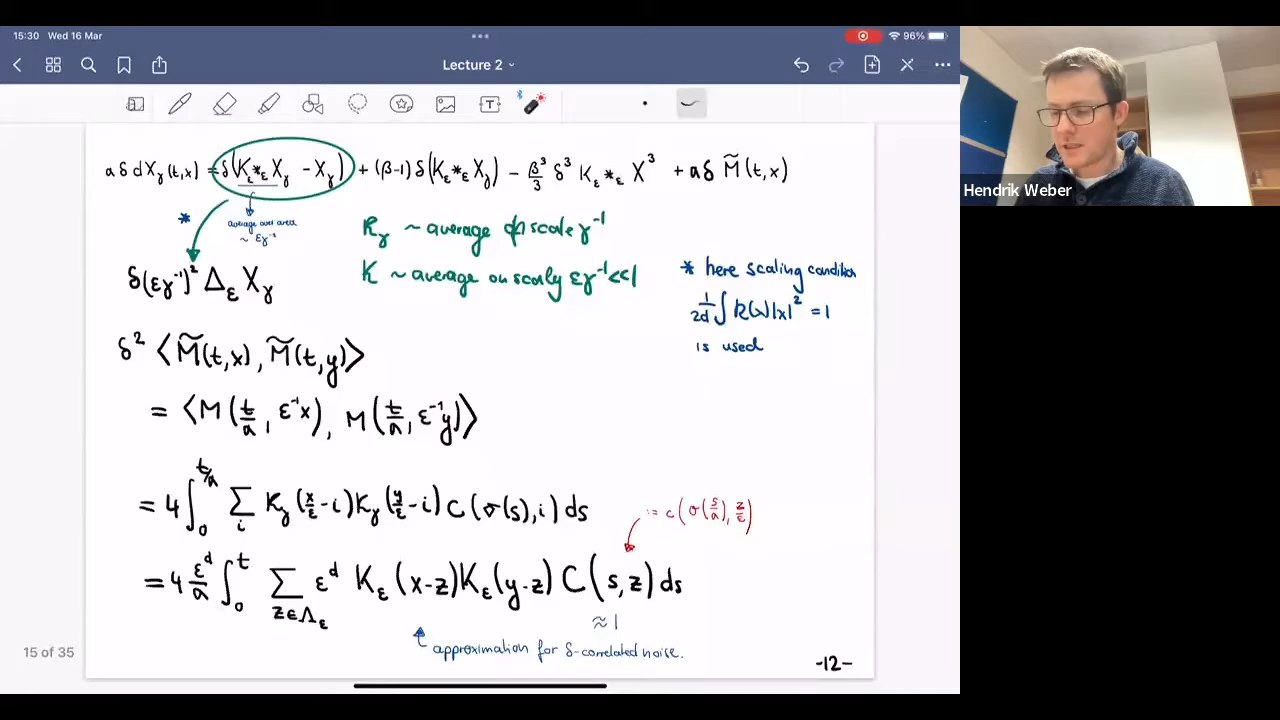 15:30 Wed 16 Mar
96%
Lecture 2
Hendrik Weber
a δ d X_γ(t,x) = δ(K_ε *_ε X_γ − X_γ) + (β−1) δ(K_ε *_ε X_γ) − β³/3 δ³ K_ε *_ε X³ + a δ M̃(t,x)
* average over area
~ εγ⁻¹
K_γ ~ average on scale γ⁻¹
δ(εγ⁻¹)² Δ_ε X_γ
K ~ average on scale εγ⁻¹ << 1
* here scaling condition
1/2d ∫ K(x)|x|² = 1
is used
δ² ⟨M̃(t,x), M̃(t,y)⟩
= ⟨M(t/a, ε⁻¹x), M(t/a, ε⁻¹y)⟩
= 4 ∫₀^{t/a} Σ_i K_γ(x/ε − i) K_γ(y/ε − i) C(σ(s), i) ds
:= c(σ(s/a), z/ε)
= 4 ε^d/a ∫₀^t Σ_{z∈Λ_ε} ε^d K_ε(x−z) K_ε(y−z) C(s,z) ds
≈ 1
approximation for δ-correlated noise.
15 of 35
-12-